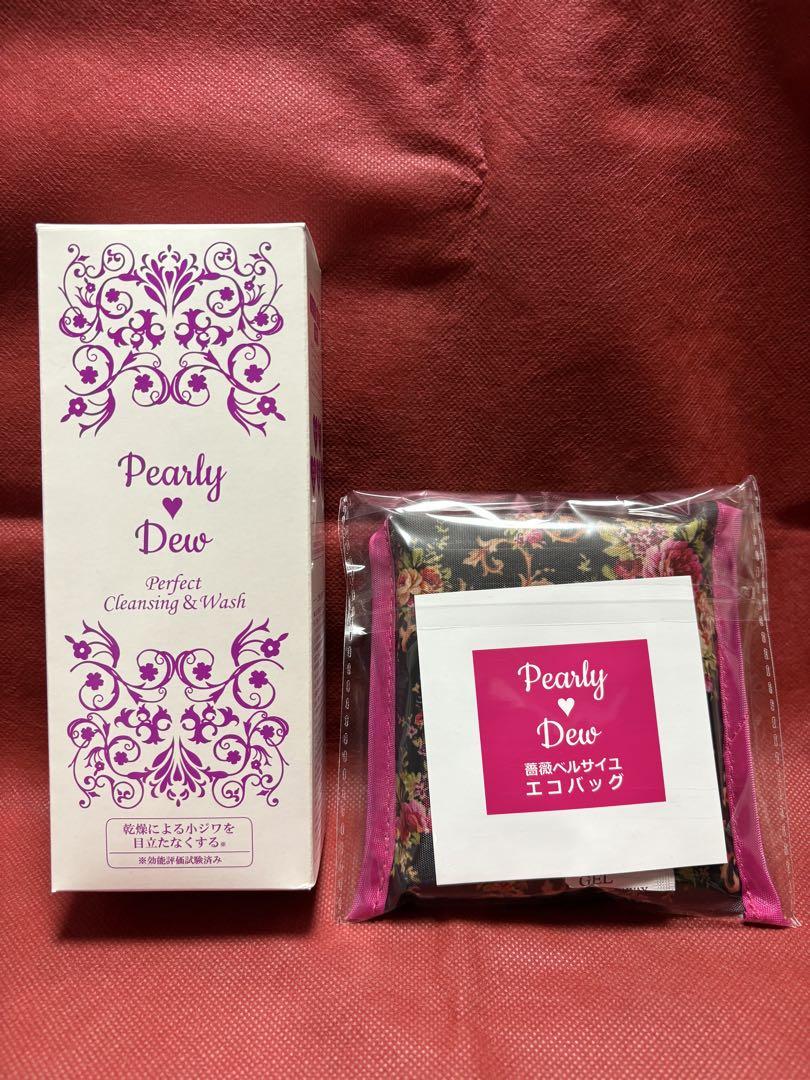 Pearly
♥
Dew
Perfect
Cleansing & Wash
乾燥による小ジワを
目立たなくする※
※効能評価試験済み
Pearly
♥
Dew
薔薇ベルサイユ
エコバッグ
GEL